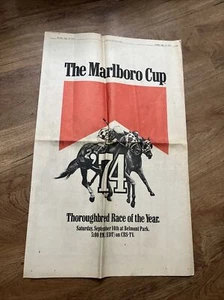 The Marlboro Cup
'74
Thoroughbred Race of the Year.
Saturday, September 14th at Belmont Park.
5:00 P.M. (EDT) on CBS-TV.